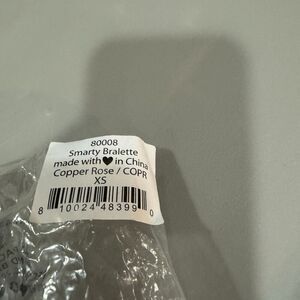 80008
Smarty Bralette
made with♥in China
Copper Rose / COPR
XS
8 10024 48399 0